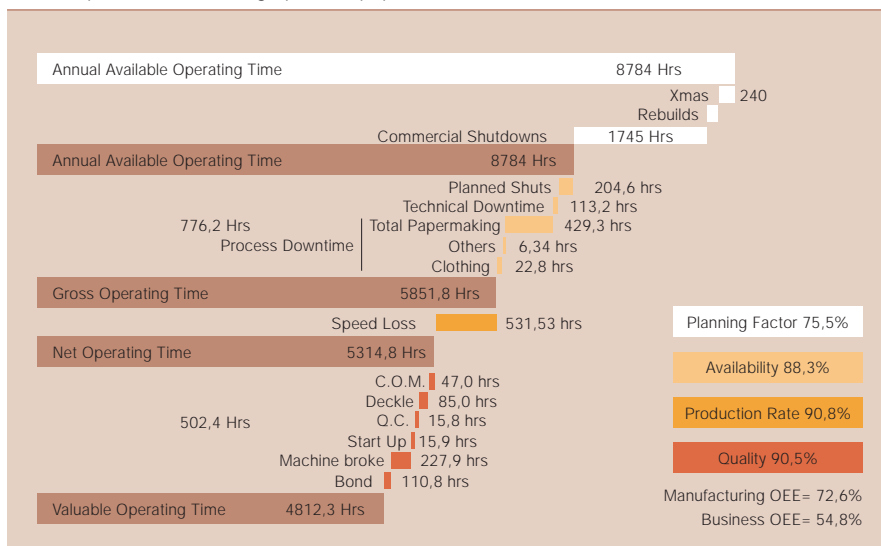 Annual Available Operating Time 8784 Hrs
Xmas 240
Rebuilds
Commercial Shutdowns 1745 Hrs
Annual Available Operating Time 8784 Hrs
Planned Shuts 204,6 hrs
Technical Downtime 113,2 hrs
776,2 Hrs Total Papermaking 429,3 hrs
Process Downtime Others 6,34 hrs
Clothing 22,8 hrs
Gross Operating Time 5851,8 Hrs
Speed Loss 531,53 hrs
Planning Factor 75,5%
Net Operating Time 5314,8 Hrs
Availability 88,3%
C.O.M. 47,0 hrs
Deckle 85,0 hrs
Production Rate 90,8%
502,4 Hrs Q.C. 15,8 hrs
Start Up 15,9 hrs
Quality 90,5%
Machine broke 227,9 hrs
Bond 110,8 hrs
Manufacturing OEE= 72,6%
Valuable Operating Time 4812,3 Hrs
Business OEE= 54,8%